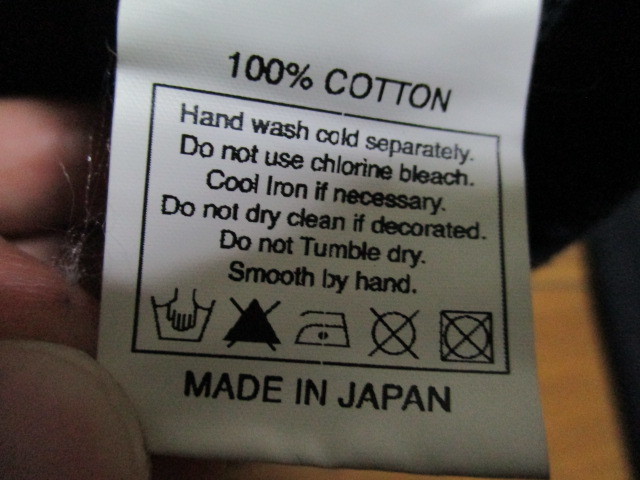 100% COTTON
Hand wash cold separately.
Do not use chlorine bleach.
Cool Iron if necessary.
Do not dry clean if decorated.
Do not Tumble dry.
Smooth by hand.
MADE IN JAPAN